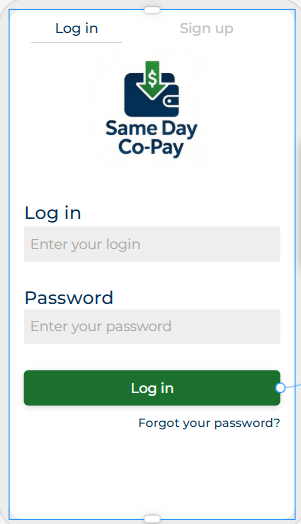 Log in Sign up
$
Same Day
Co-Pay
Log in
Enter your login
Password
Enter your password
Log in
Forgot your password?